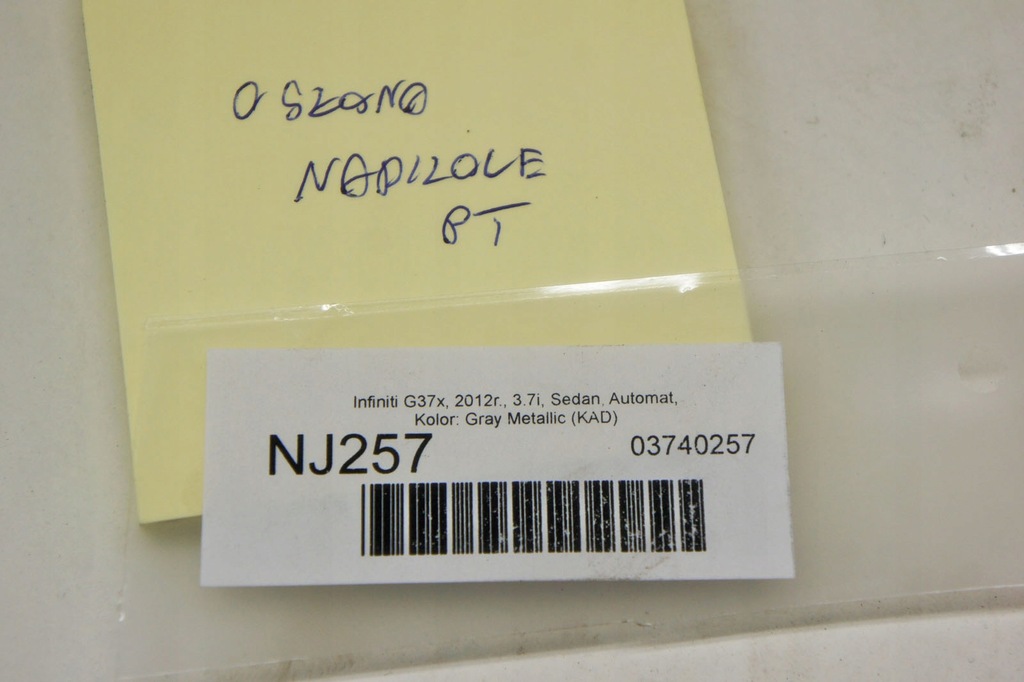 OSŁONA
NADKOLE
PT
Infiniti G37x, 2012r., 3.7i, Sedan, Automat,
Kolor: Gray Metallic (KAD)
NJ257 03740257